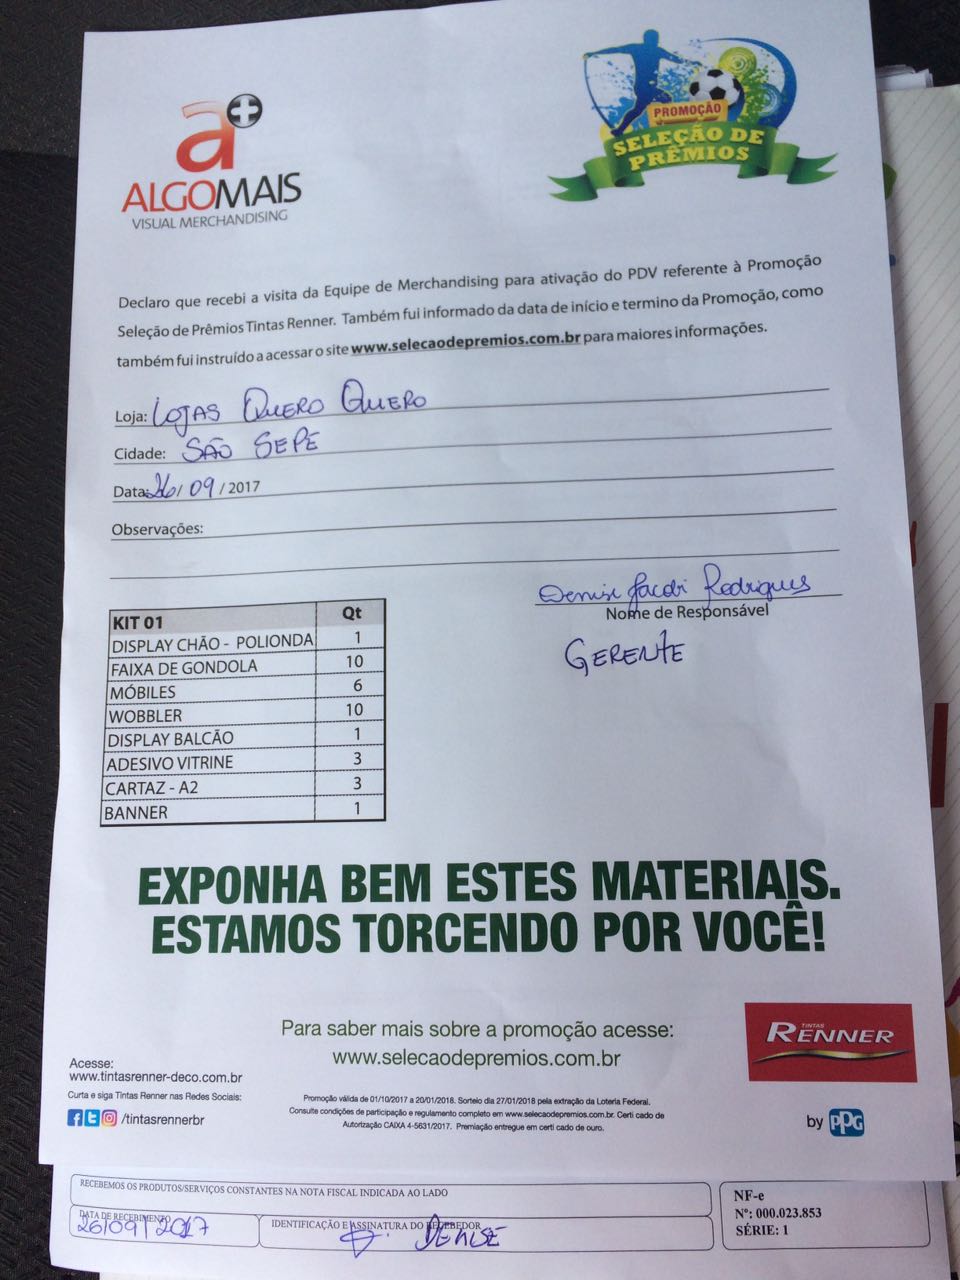 a+
ALGOMAIS
VISUAL MERCHANDISING
PROMOÇÃO
SELEÇÃO DE
PRÊMIOS
Declaro que recebi a visita da Equipe de Merchandising para ativação do PDV referente à Promoção
Seleção de Prêmios Tintas Renner. Também fui informado da data de início e termino da Promoção, como
também fui instruído a acessar o site www.selecaodepremios.com.br para maiores informações.
Loja: LOJAS QUERO QUERO
Cidade: SÃO SEPÉ
Data: 26/ 09 / 2017
Observações:
Denise Jacobi Rodrigues
Nome de Responsável
GERENTE
KIT 01 Qt
DISPLAY CHÃO - POLIONDA 1
FAIXA DE GONDOLA 10
MÓBILES 6
WOBBLER 10
DISPLAY BALCÃO 1
ADESIVO VITRINE 3
CARTAZ - A2 3
BANNER 1
EXPONHA BEM ESTES MATERIAIS.
ESTAMOS TORCENDO POR VOCÊ!
Para saber mais sobre a promoção acesse:
www.selecaodepremios.com.br
TINTAS
RENNER
by PPG
Acesse:
www.tintasrenner-deco.com.br
Curta e siga Tintas Renner nas Redes Sociais:
/tintasrennerbr
Promoção válida de 01/10/2017 a 20/01/2018. Sorteio dia 27/01/2018 pela extração da Loteria Federal.
Consulte condições de participação e regulamento completo em www.selecaodepremios.com.br. Certi cado de
Autorização CAIXA 4-5631/2017. Premiação entregue em certi cado de ouro.
RECEBEMOS OS PRODUTOS/SERVIÇOS CONSTANTES NA NOTA FISCAL INDICADA AO LADO
DATA DE RECEBIMENTO
26/09/2017
IDENTIFICAÇÃO E ASSINATURA DO RECEBEDOR
DENISE
NF-e
Nº: 000.023.853
SÉRIE: 1